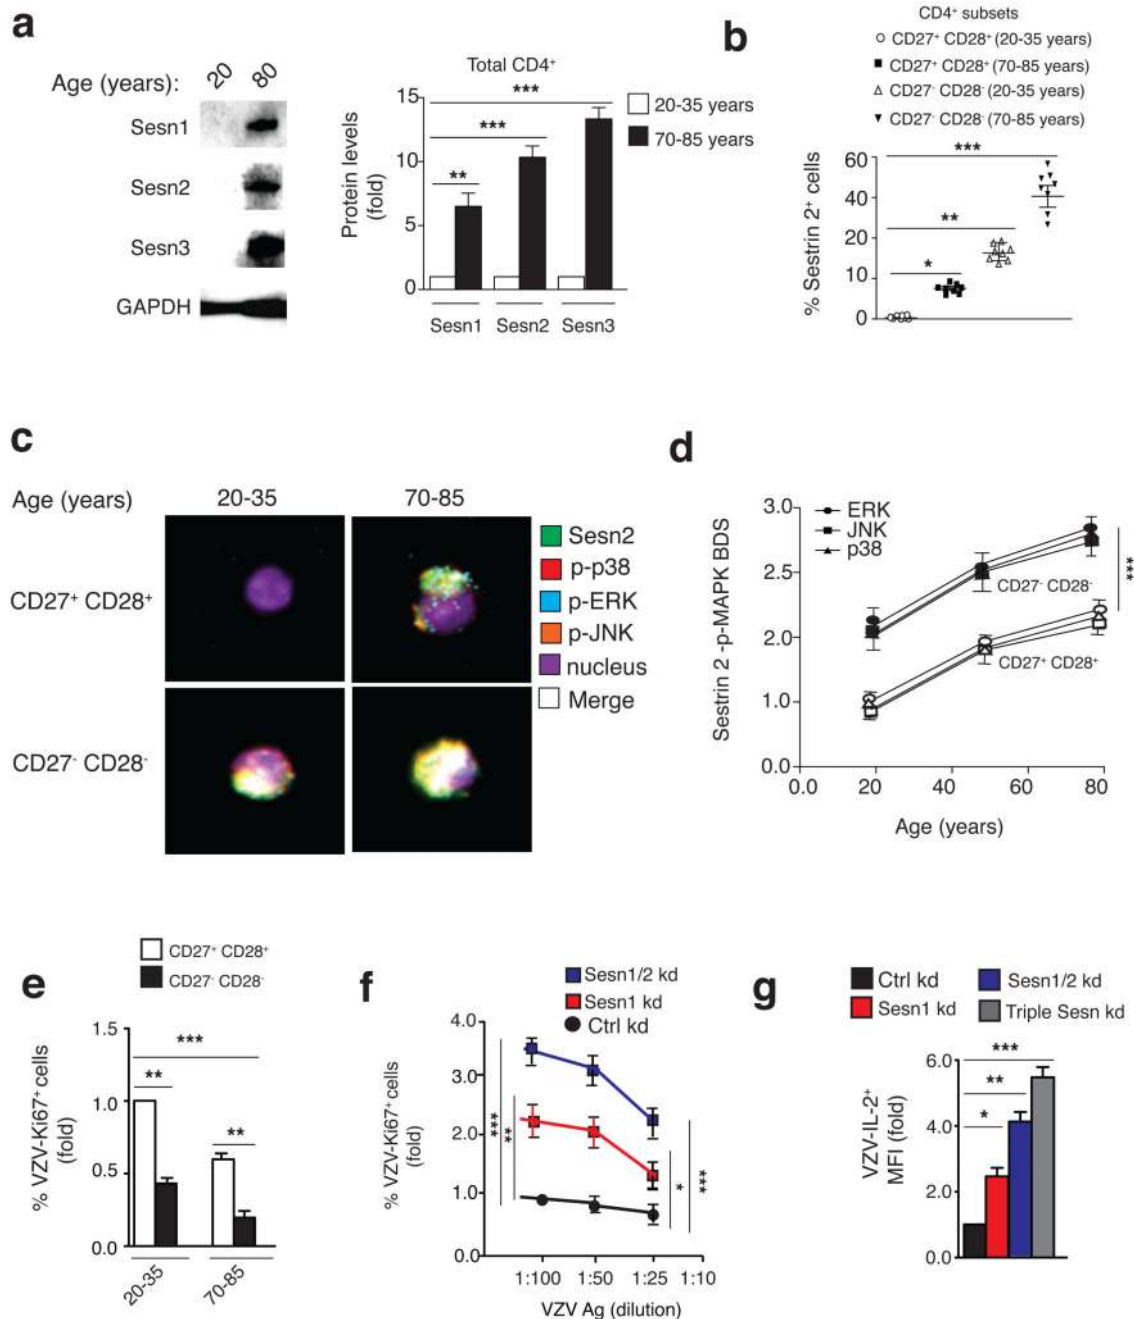 a
Age (years): 20 80
Sesn1
Sesn2
Sesn3
GAPDH
Total CD4⁺
***
***
**
15
10
5
0
Protein levels
(fold)
Sesn1 Sesn2 Sesn3
20-35 years
70-85 years
b
CD4⁺ subsets
CD27⁺ CD28⁺ (20-35 years)
CD27⁺ CD28⁺ (70-85 years)
CD27⁻ CD28⁻ (20-35 years)
CD27⁻ CD28⁻ (70-85 years)
***
**
*
60
40
20
10
0
% Sestrin 2⁺ cells
c
Age (years) 20-35 70-85
CD27⁺ CD28⁺
CD27⁻ CD28⁻
Sesn2
p-p38
p-ERK
p-JNK
nucleus
Merge
d
ERK
JNK
p38
3.0
2.5
2.0
1.0
0.0
Sestrin 2 -p-MAPK BDS
CD27⁻ CD28⁻
CD27⁺ CD28⁺
***
0.0 20 40 60 80
Age (years)
e
CD27⁺ CD28⁺
CD27⁻ CD28⁻
1.5
1.0
0.5
0.0
% VZV-Ki67⁺ cells
(fold)
***
**
**
20-35 70-85
f
Sesn1/2 kd
Sesn1 kd
Ctrl kd
4.0
3.0
2.0
1.0
0.0
% VZV-Ki67⁺ cells
(fold)
***
**
*
***
1:100 1:50 1:25 1:10
VZV Ag (dilution)
g
Ctrl kd
Sesn1 kd
Sesn1/2 kd
Triple Sesn kd
6.0
4.0
2.0
0.0
VZV-IL-2⁺
MFI (fold)
***
**
*